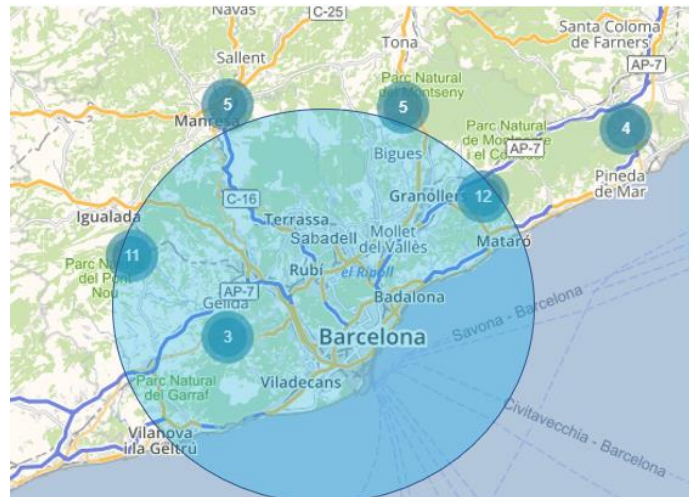 Navas
C-25
Sallent
Tona
Santa Coloma
de Farners
AP-7
Parc Natural
del Montseny
5
5
4
Manresa
Parc Natural
de Montnegre
i el Corredor
AP-7
Bigues
Pineda
de Mar
C-16
Granollers
12
Igualada
Terrassa
Sabadell
Mollet
del Vallès
Mataró
11
Parc Natural
del Pont
Nou
Rubí
el Ripoll
AP-7
Gelida
Badalona
3
Barcelona
Savona - Barcelona
Viladecans
Parc Natural
del Garraf
Vilanova
i la Geltrú
Civitavecchia - Barcelona